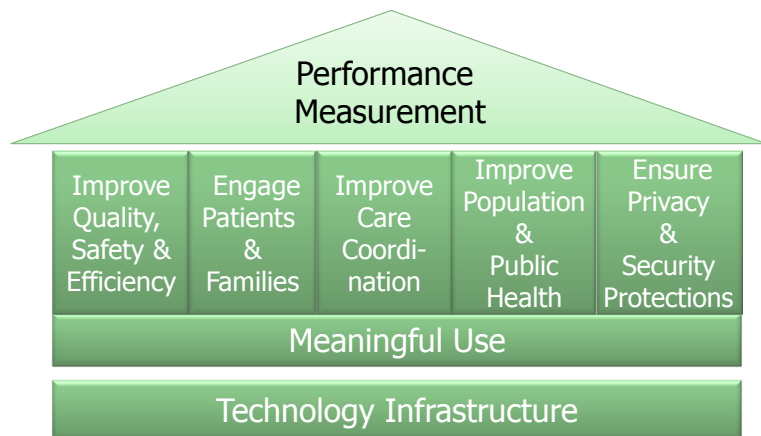 Performance
Measurement
Improve
Quality,
Safety &
Efficiency
Engage
Patients
&
Families
Improve
Care
Coordi-
nation
Improve
Population
&
Public
Health
Ensure
Privacy
&
Security
Protections
Meaningful Use
Technology Infrastructure